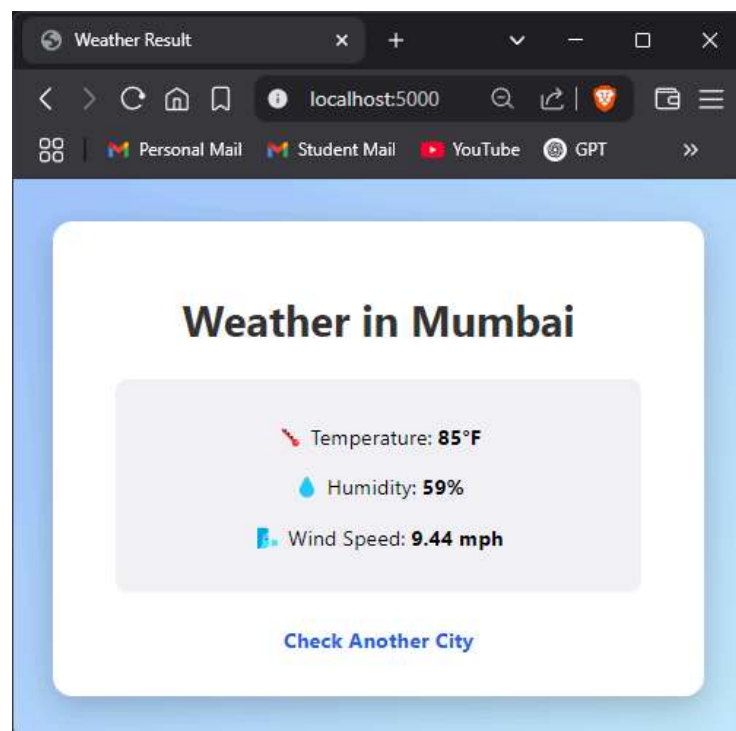 Weather Result
localhost:5000
Personal Mail Student Mail YouTube GPT
Weather in Mumbai
Temperature: 85°F
Humidity: 59%
Wind Speed: 9.44 mph
Check Another City